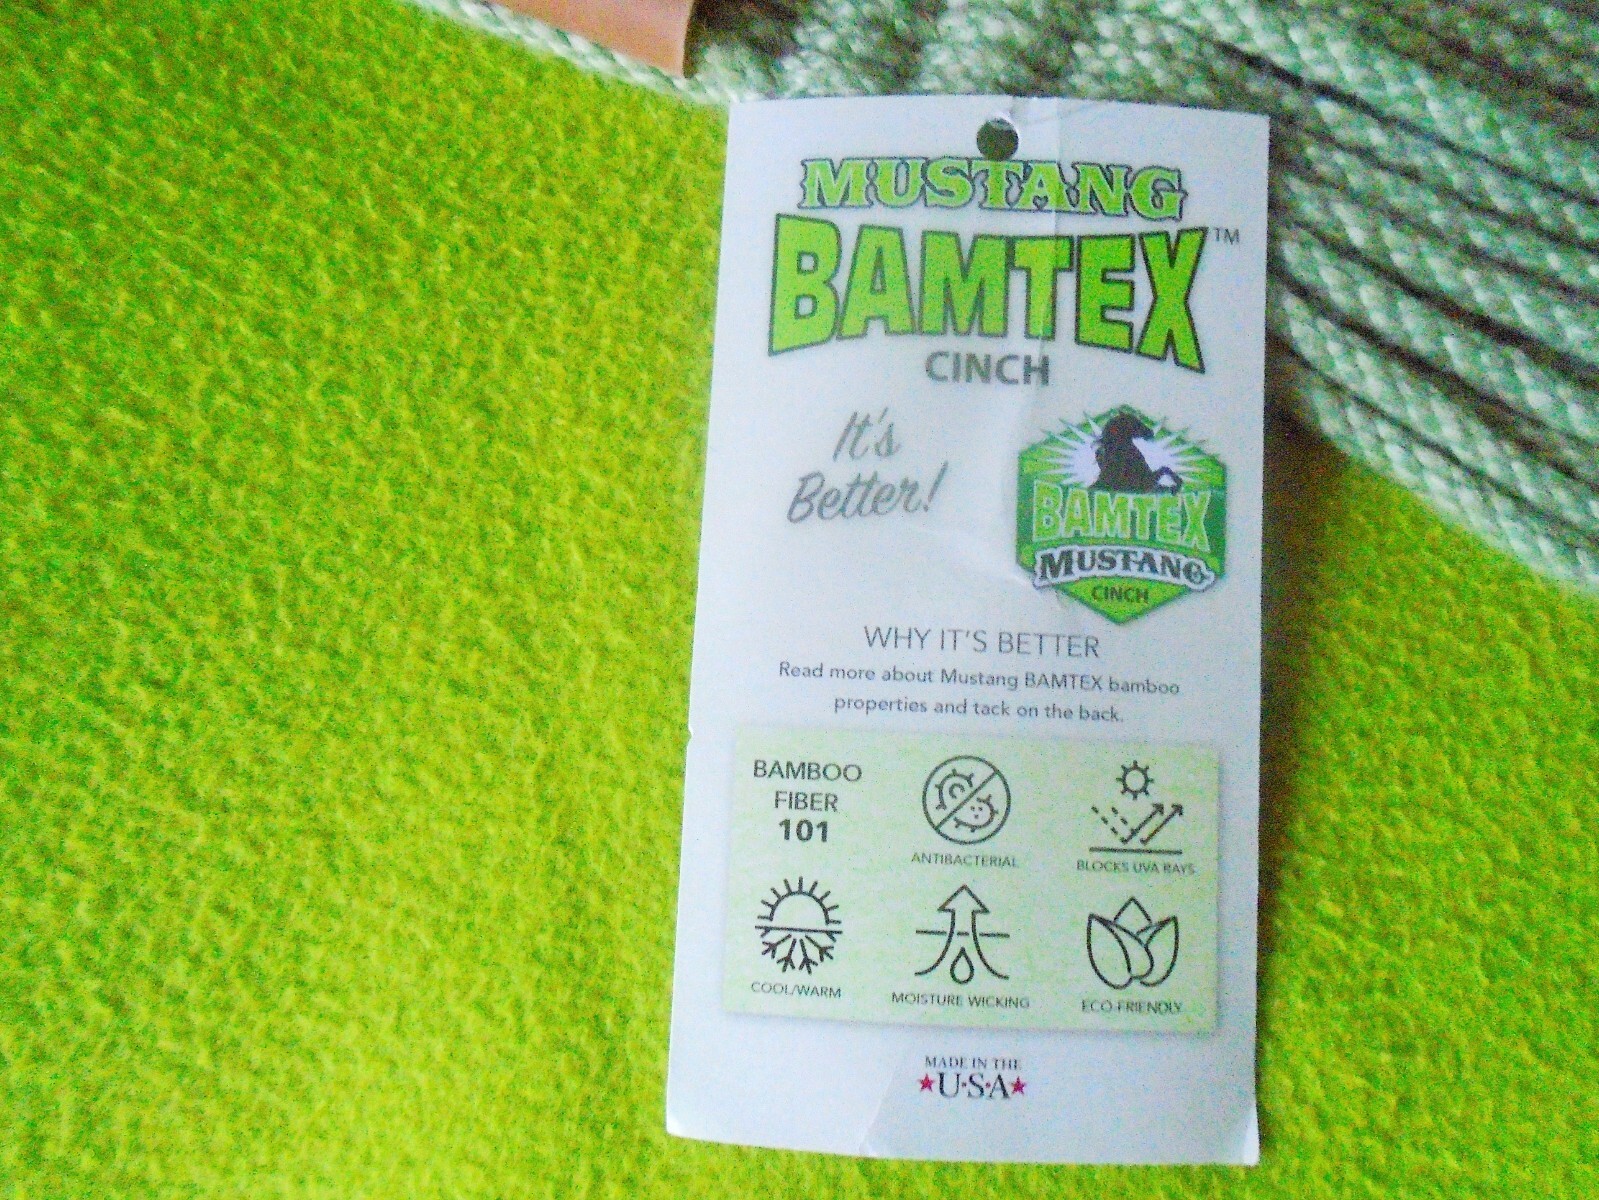 MUSTANG
BAMTEX™
CINCH
It's
Better!
BAMTEX
MUSTANG
CINCH
WHY IT'S BETTER
Read more about Mustang BAMTEX bamboo
properties and tack on the back.
BAMBOO
FIBER
101
ANTIBACTERIAL
BLOCKS UVA RAYS
COOL/WARM
MOISTURE WICKING
ECO-FRIENDLY
MADE IN THE
★U·S·A★